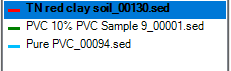 TN red clay soil_00130.sed
PVC 10% PVC Sample 9_00001.sed
Pure PVC_00094.sed